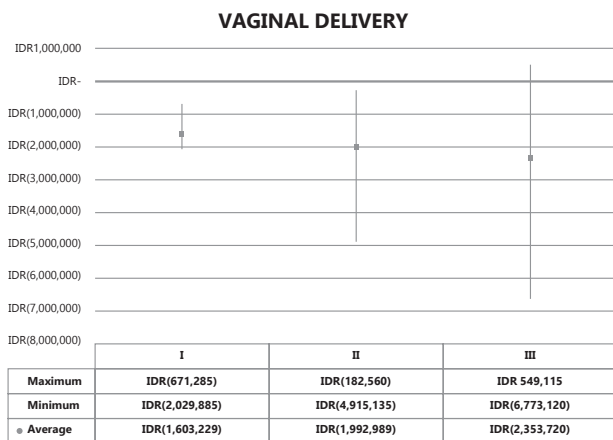 VAGINAL DELIVERY
IDR1,000,000
IDR-
IDR(1,000,000)
IDR(2,000,000)
IDR(3,000,000)
IDR(4,000,000)
IDR(5,000,000)
IDR(6,000,000)
IDR(7,000,000)
IDR(8,000,000)
I II III
Maximum IDR(671,285) IDR(182,560) IDR 549,115
Minimum IDR(2,029,885) IDR(4,915,135) IDR(6,773,120)
Average IDR(1,603,229) IDR(1,992,989) IDR(2,353,720)